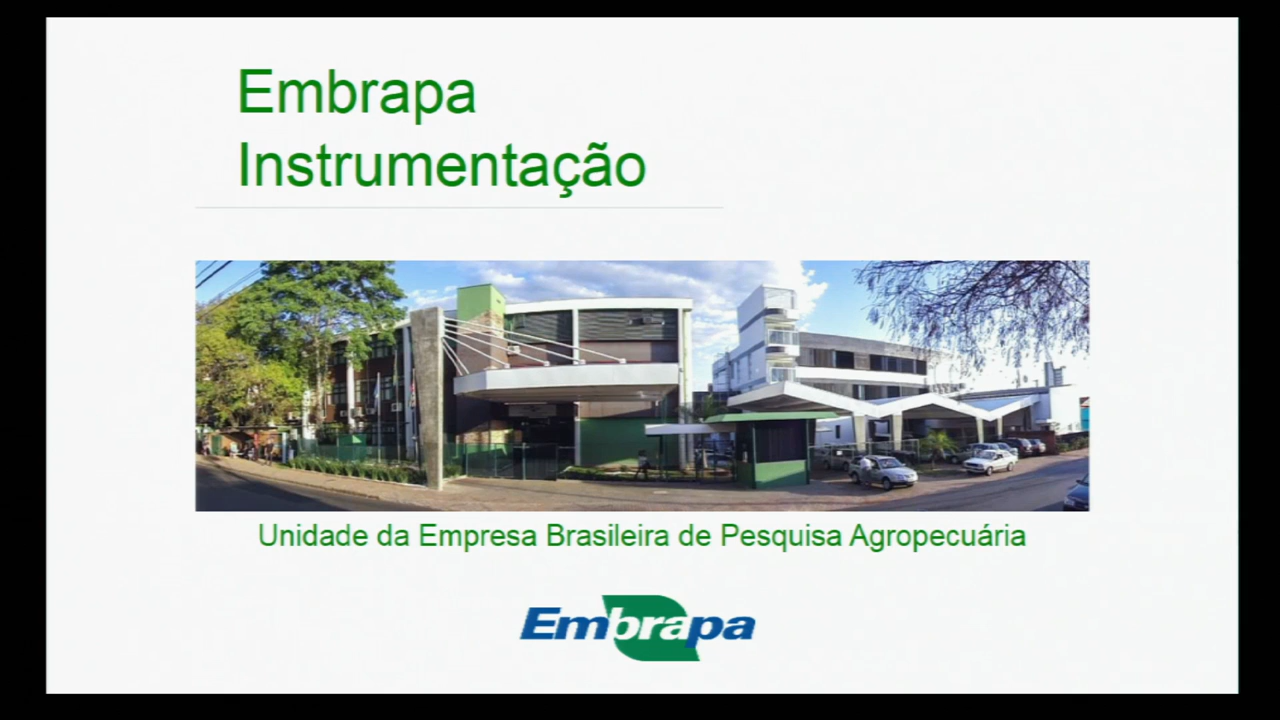 Embrapa
Instrumentação
Unidade da Empresa Brasileira de Pesquisa Agropecuária
Embrapa